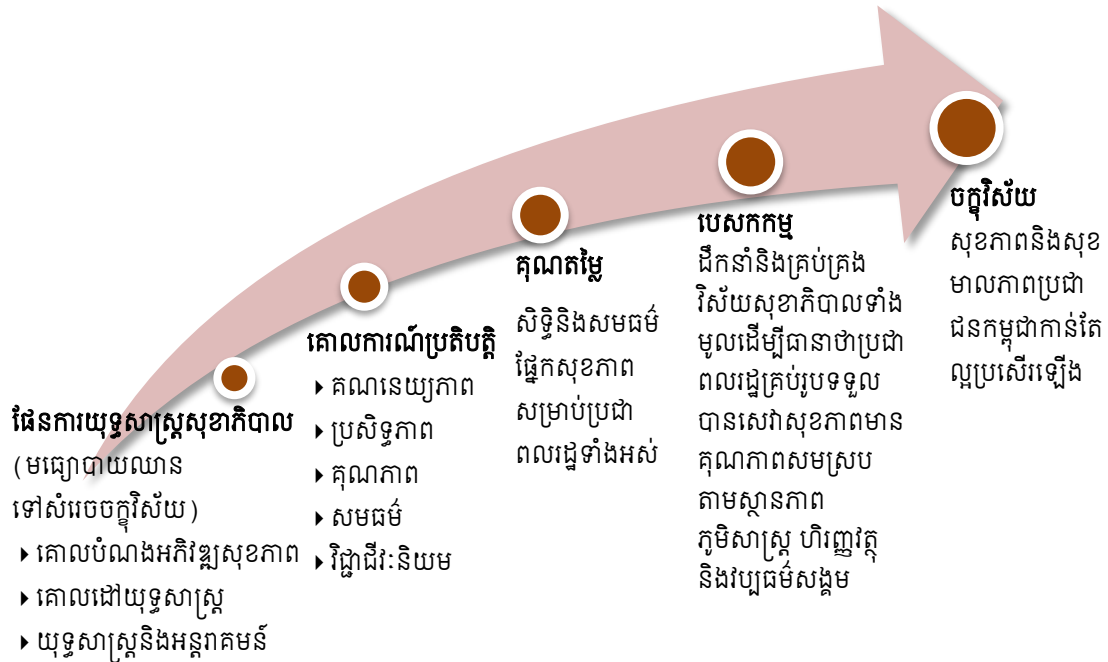 ផែនការយុទ្ធសាស្ត្រសុខាភិបាល
(មធ្យោបាយឈាន
ទៅសំរេចចក្ខុវិស័យ)
▸គោលបំណងអភិវឌ្ឍសុខភាព
▸គោលដៅយុទ្ធសាស្ត្រ
▸យុទ្ធសាស្ត្រនិងអន្តរាគមន៍
គោលការណ៍ប្រតិបត្តិ
▸គណនេយ្យភាព
▸ប្រសិទ្ធភាព
▸គុណភាព
▸សមធម៌
▸វិជ្ជាជីវៈនិយម
គុណតម្លៃ
សិទ្ធិនិងសមធម៌
ផ្នែកសុខភាព
សម្រាប់ប្រជា
ពលរដ្ឋទាំងអស់
បេសកកម្ម
ដឹកនាំនិងគ្រប់គ្រង
វិស័យសុខាភិបាលទាំង
មូលដើម្បីធានាថាប្រជា
ពលរដ្ឋគ្រប់រូបទទួល
បានសេវាសុខភាពមាន
គុណភាពសមស្រប
តាមស្ថានភាព
ភូមិសាស្ត្រ ហិរញ្ញវត្ថុ
និងវប្បធម៌សង្គម
ចក្ខុវិស័យ
សុខភាពនិងសុខ
មាលភាពប្រជា
ជនកម្ពុជាកាន់តែ
ល្អប្រសើរឡើង